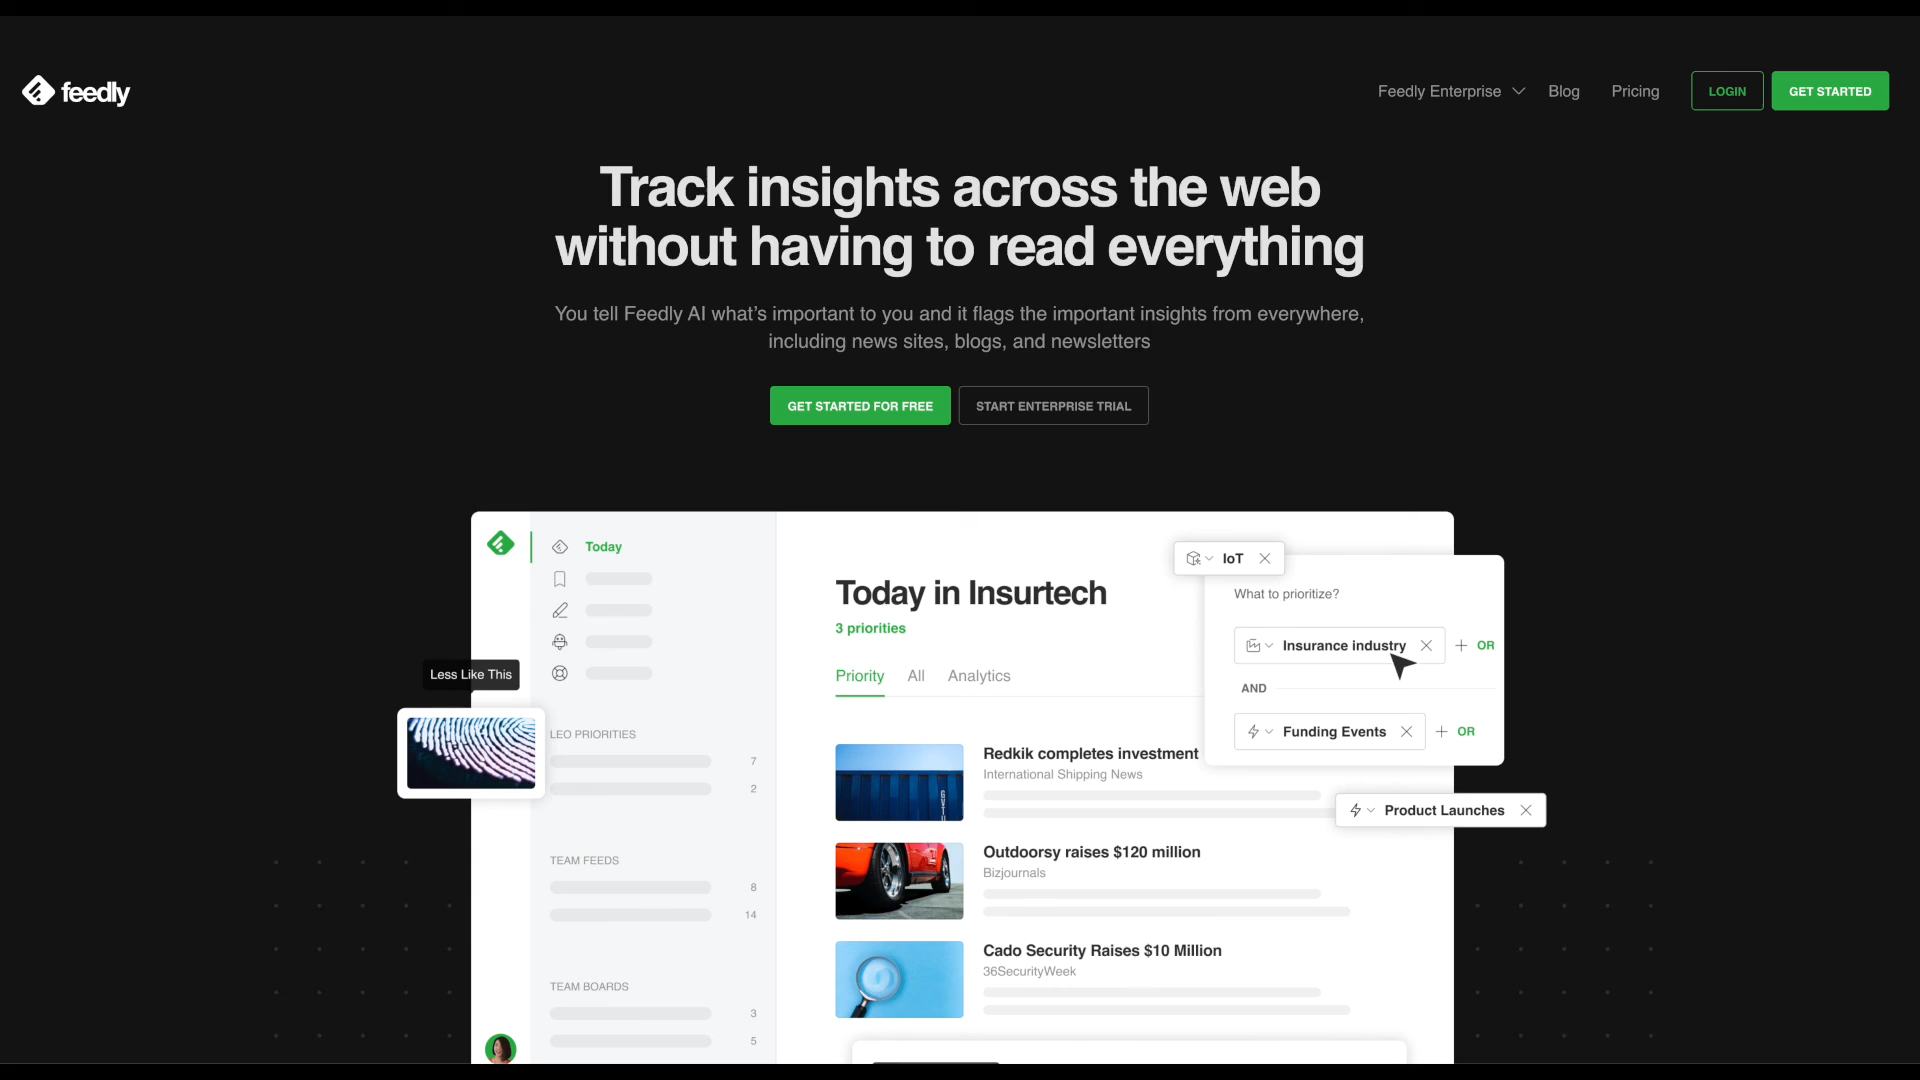 feedly
Feedly Enterprise
Blog
Pricing
LOGIN
GET STARTED
Track insights across the web
without having to read everything
You tell Feedly AI what’s important to you and it flags the important insights from everywhere,
including news sites, blogs, and newsletters
GET STARTED FOR FREE
START ENTERPRISE TRIAL
Today
Less Like This
LEO PRIORITIES
7
2
TEAM FEEDS
8
14
TEAM BOARDS
3
5
Today in Insurtech
3 priorities
Priority
All
Analytics
Redkik completes investment
International Shipping News
Outdoorsy raises $120 million
Bizjournals
Cado Security Raises $10 Million
36SecurityWeek
IoT
What to prioritize?
Insurance industry
OR
AND
Funding Events
OR
Product Launches